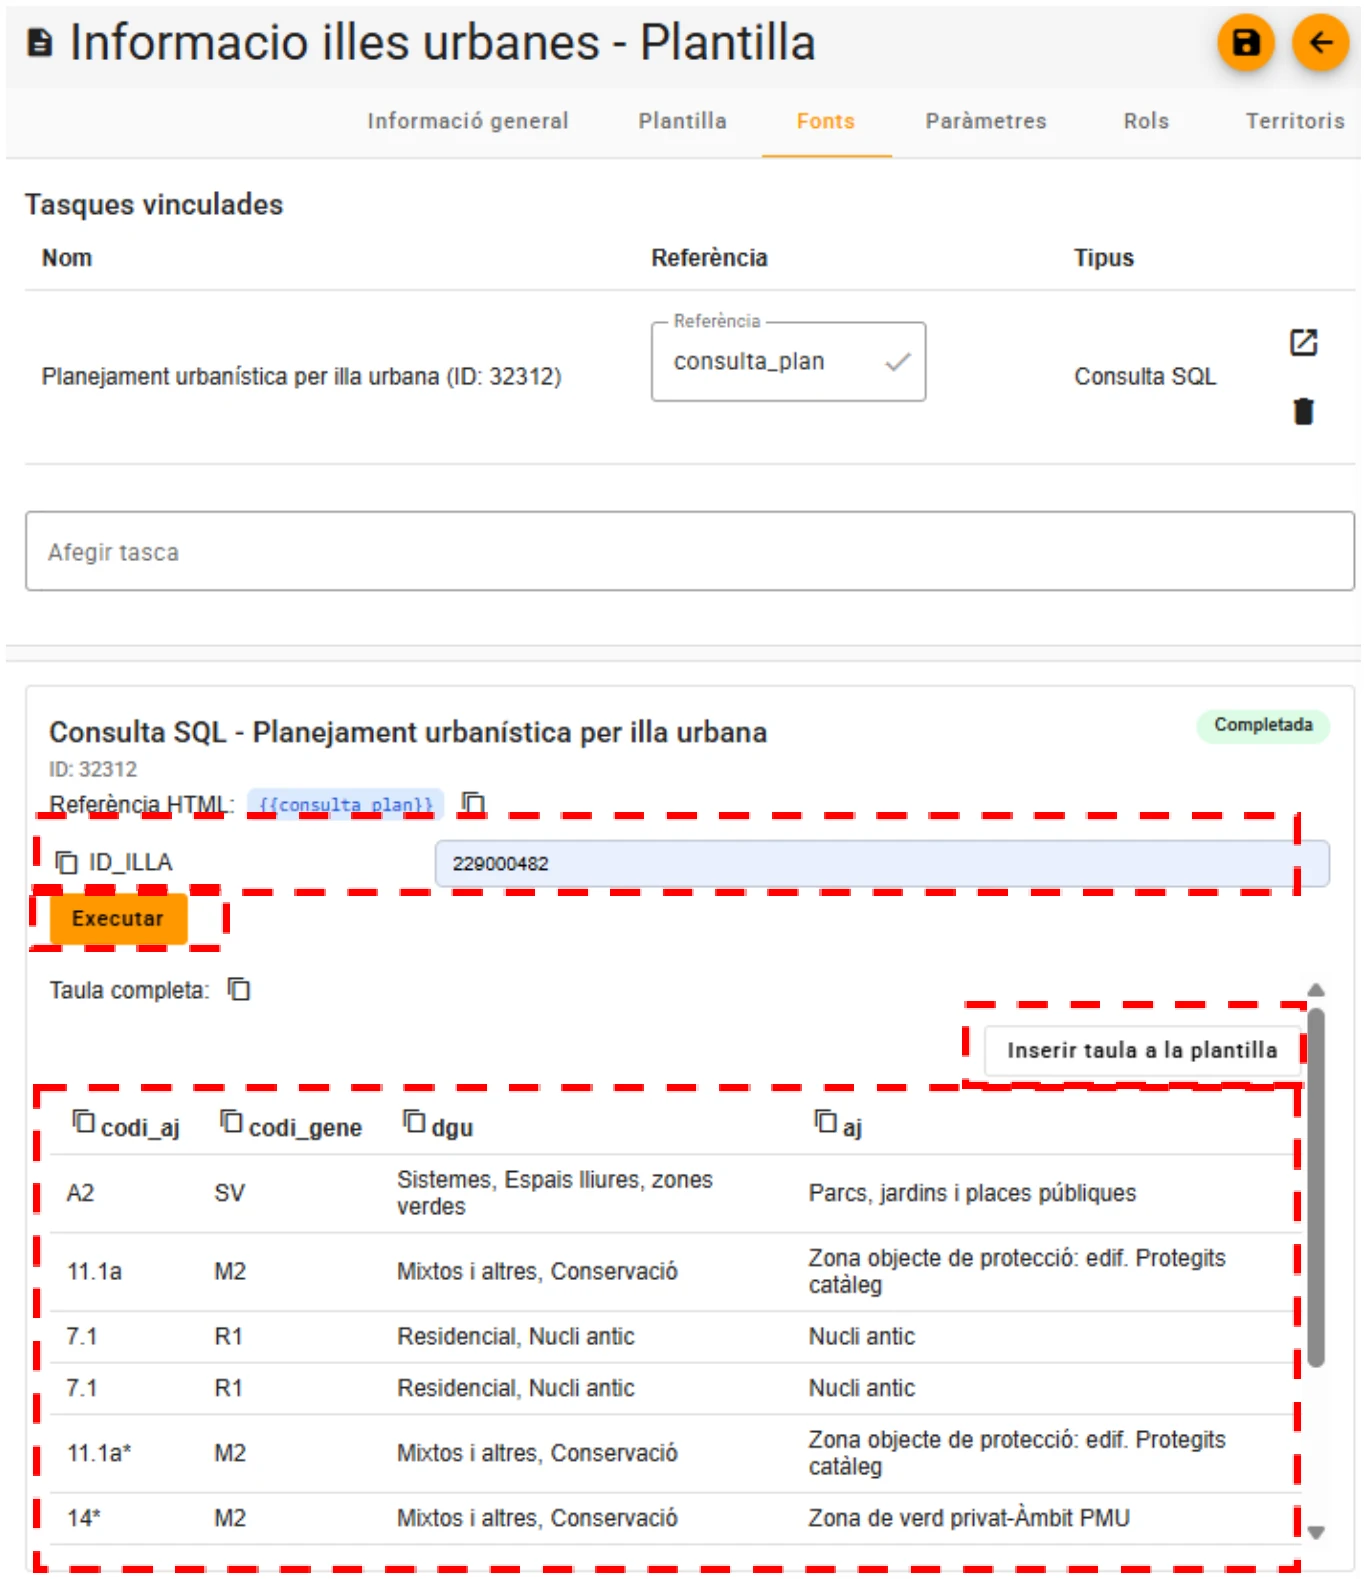 Informacio illes urbanes - Plantilla
Informació general Plantilla Fonts Paràmetres Rols Territoris
Tasques vinculades
Nom Referència Tipus
Referència
Planejament urbanística per illa urbana (ID: 32312) consulta_plan Consulta SQL
Afegir tasca
Consulta SQL - Planejament urbanística per illa urbana Completada
ID: 32312
Referència HTML: {{consulta_plan}}
ID_ILLA 229000482
Executar
Taula completa:
Inserir taula a la plantilla
codi_aj codi_gene dgu aj
A2 SV Sistemes, Espais lliures, zones verdes Parcs, jardins i places públiques
11.1a M2 Mixtos i altres, Conservació Zona objecte de protecció: edif. Protegits catàleg
7.1 R1 Residencial, Nucli antic Nucli antic
7.1 R1 Residencial, Nucli antic Nucli antic
11.1a* M2 Mixtos i altres, Conservació Zona objecte de protecció: edif. Protegits catàleg
14* M2 Mixtos i altres, Conservació Zona de verd privat-Àmbit PMU